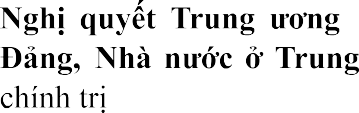 Nghị quyết Trung ương
Đảng, Nhà nước ở Trung
chính trị